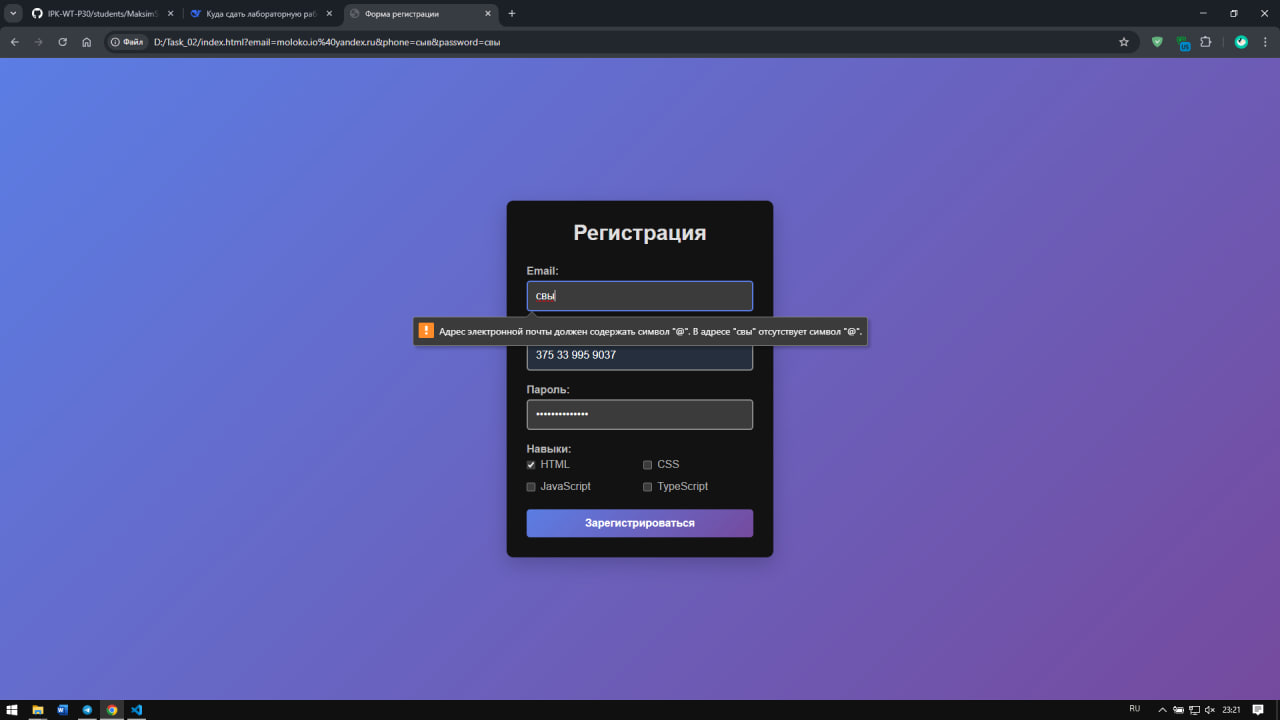 IPK-WT-P30/students/MaksimS
Куда сдать лабораторную раб
Форма регистрации
Файл
D:/Task_02/index.html?email=moloko.io%40yandex.ru&phone=сыв&password=свы
Регистрация
Email:
свы
Адрес электронной почты должен содержать символ "@". В адресе "свы" отсутствует символ "@".
375 33 995 9037
Пароль:
••••••••••••••
Навыки:
HTML
CSS
JavaScript
TypeScript
Зарегистрироваться
RU
23:21